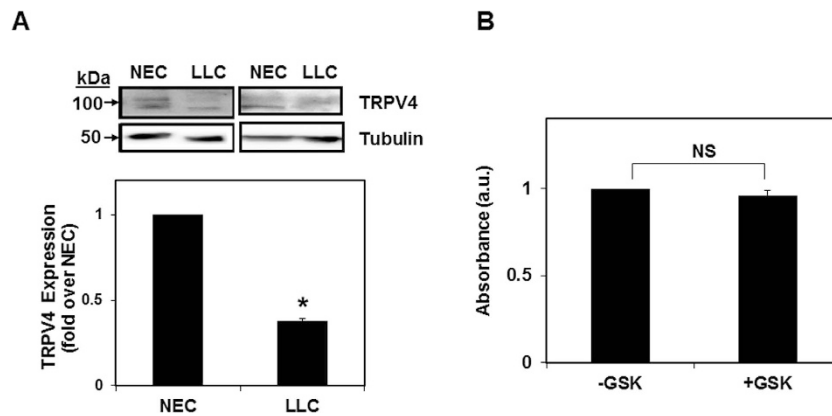 A
kDa
NEC LLC NEC LLC
100 TRPV4
50 Tubulin
TRPV4 Expression
(fold over NEC)
1
0.5
0
*
NEC LLC
B
Absorbance (a.u.)
1
0.5
0
NS
-GSK +GSK